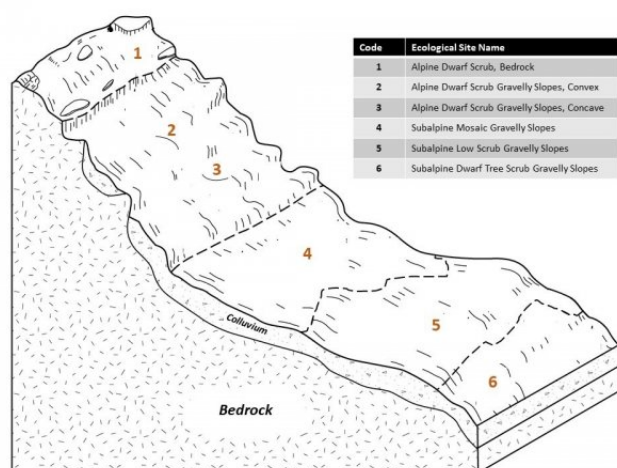 Code Ecological Site Name
1 Alpine Dwarf Scrub, Bedrock
2 Alpine Dwarf Scrub Gravelly Slopes, Convex
3 Alpine Dwarf Scrub Gravelly Slopes, Concave
4 Subalpine Mosaic Gravelly Slopes
5 Subalpine Low Scrub Gravelly Slopes
6 Subalpine Dwarf Tree Scrub Gravelly Slopes
1
2
3
4
5
6
Colluvium
Bedrock